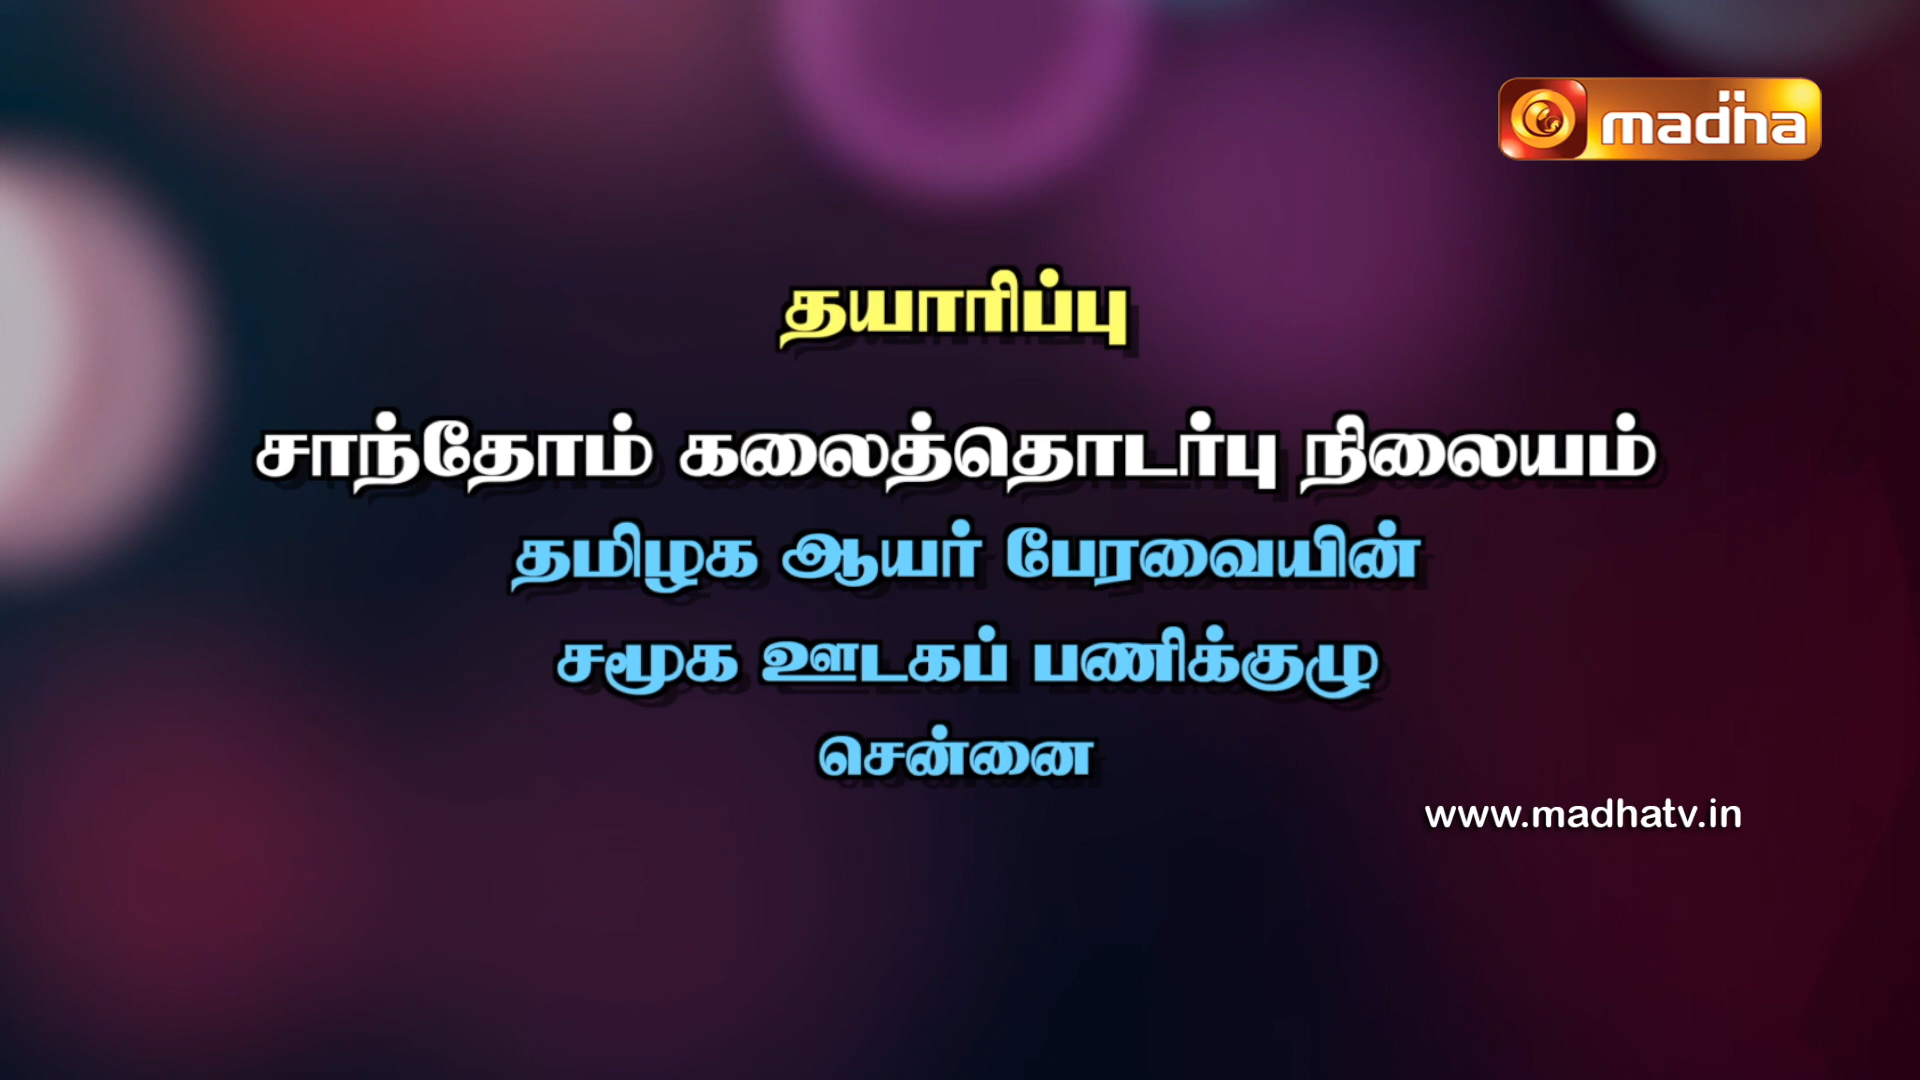 madha
தயாரிப்பு
சாந்தோம் கலைத்தொடர்பு நிலையம்
தமிழக ஆயர் பேரவையின்
சமூக ஊடகப் பணிக்குழு
சென்னை
www.madhatv.in